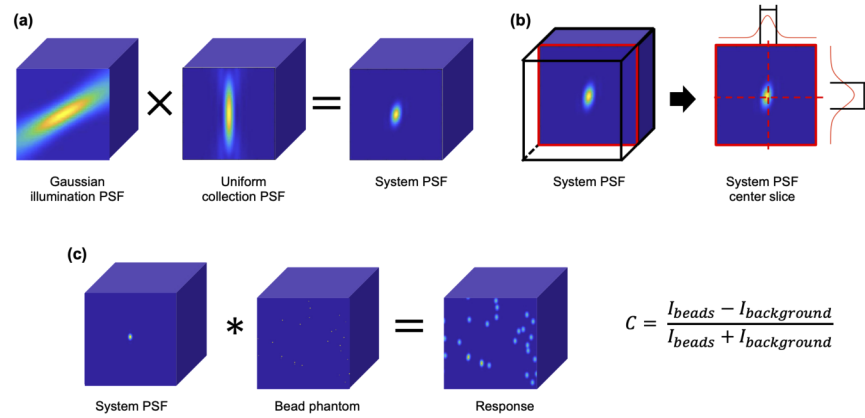 (a)
×
=
Gaussian
illumination PSF
Uniform
collection PSF
System PSF
(b)
System PSF
System PSF
center slice
(c)
*
=
System PSF
Bead phantom
Response
C = (I_beads − I_background) / (I_beads + I_background)